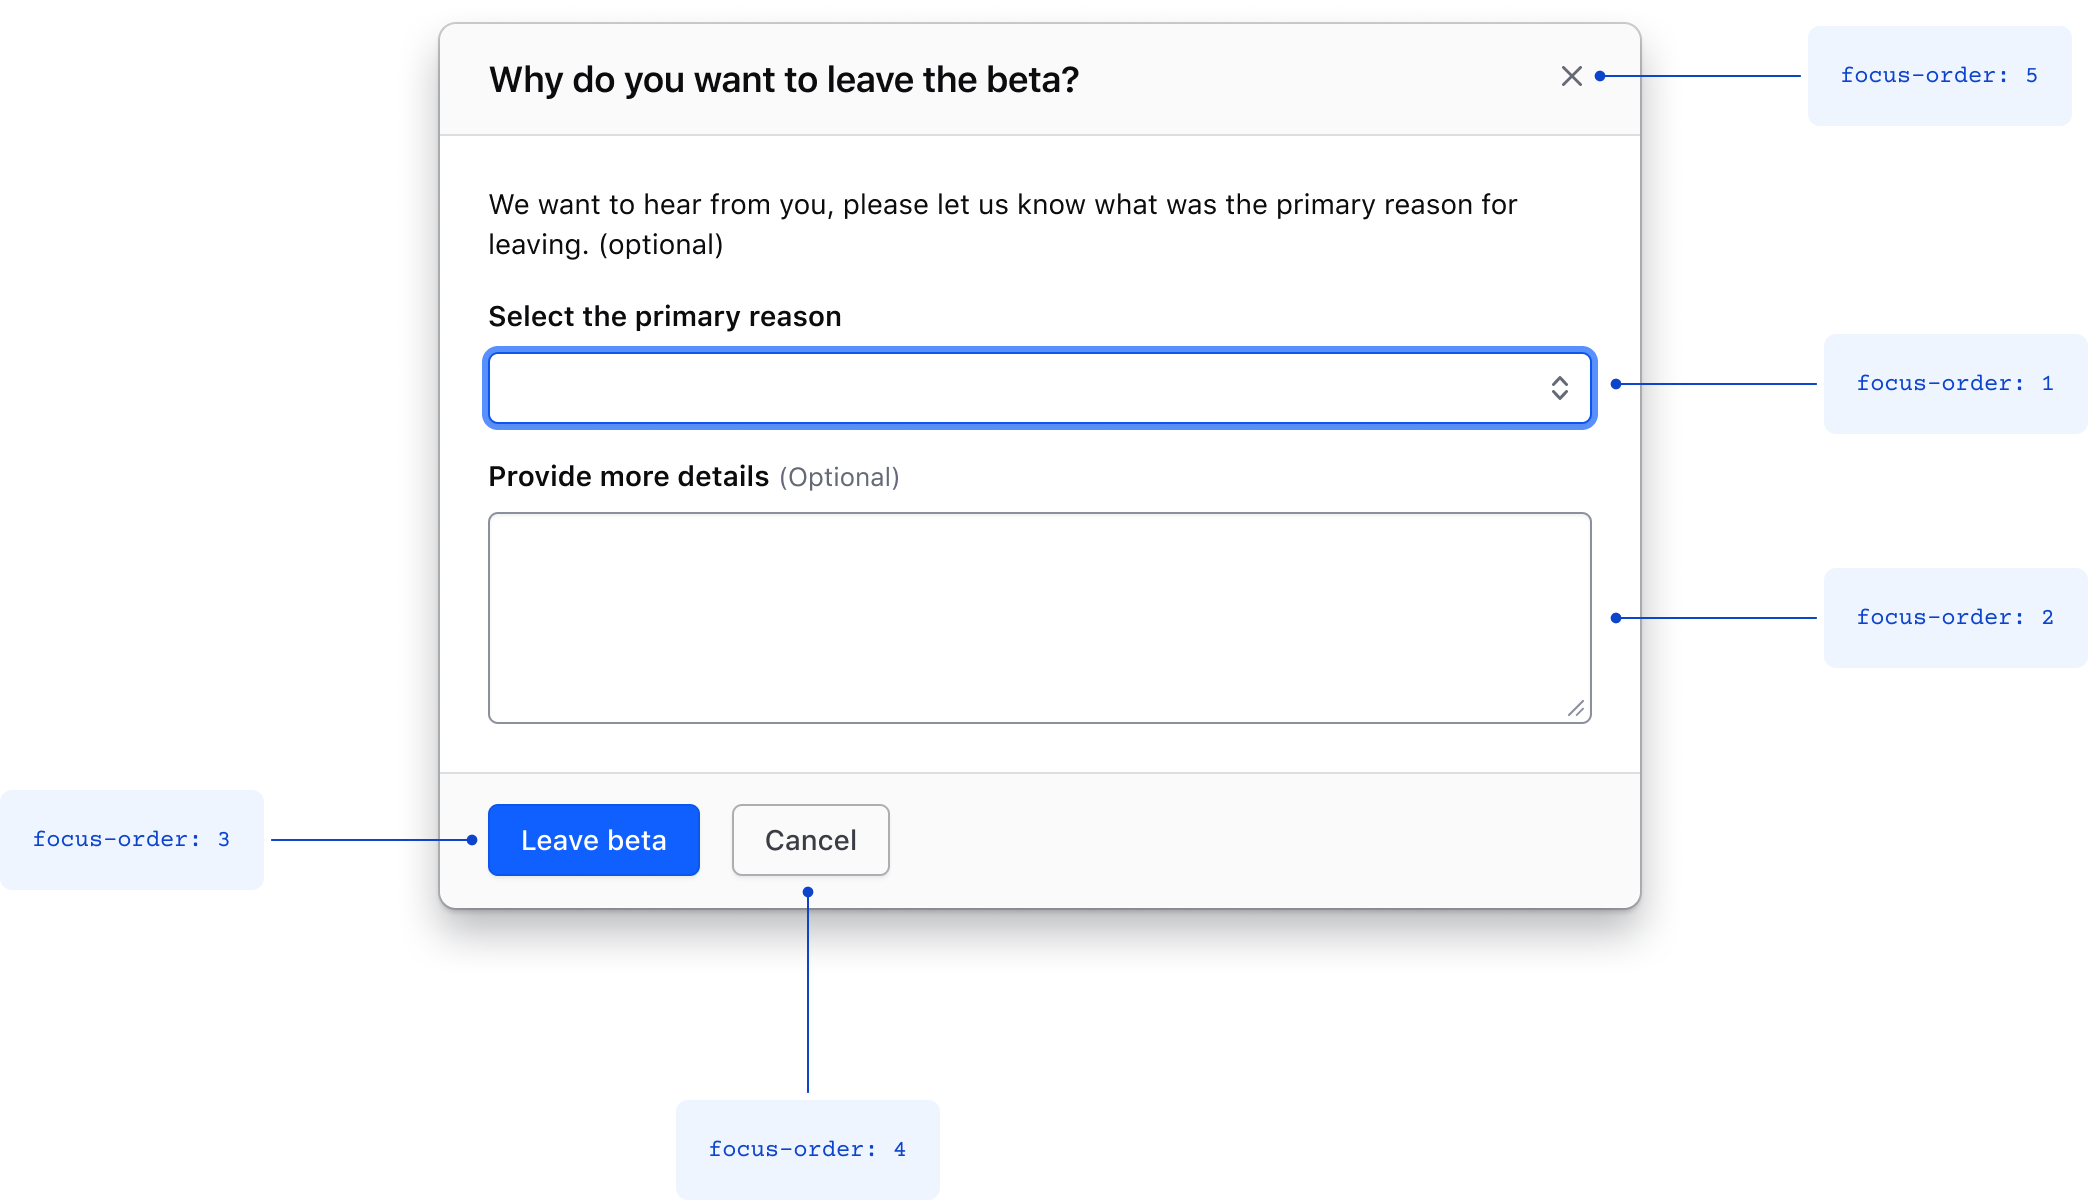 Why do you want to leave the beta?
focus-order: 5
We want to hear from you, please let us know what was the primary reason for
leaving. (optional)
Select the primary reason
focus-order: 1
Provide more details (Optional)
focus-order: 2
focus-order: 3
Leave beta
Cancel
focus-order: 4